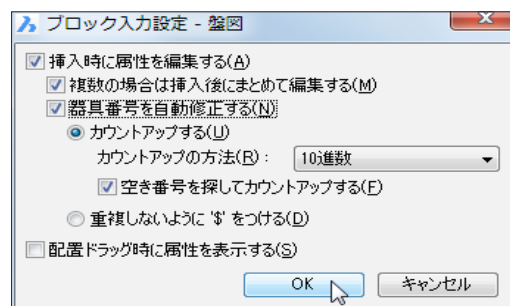 ブロック入力設定 - 盤図
挿入時に属性を編集する(A)
複数の場合は挿入後にまとめて編集する(M)
器具番号を自動修正する(N)
カウントアップする(U)
カウントアップの方法(R)： 10進数
空き番号を探してカウントアップする(F)
重複しないように '$' をつける(D)
配置ドラッグ時に属性を表示する(S)
OK キャンセル